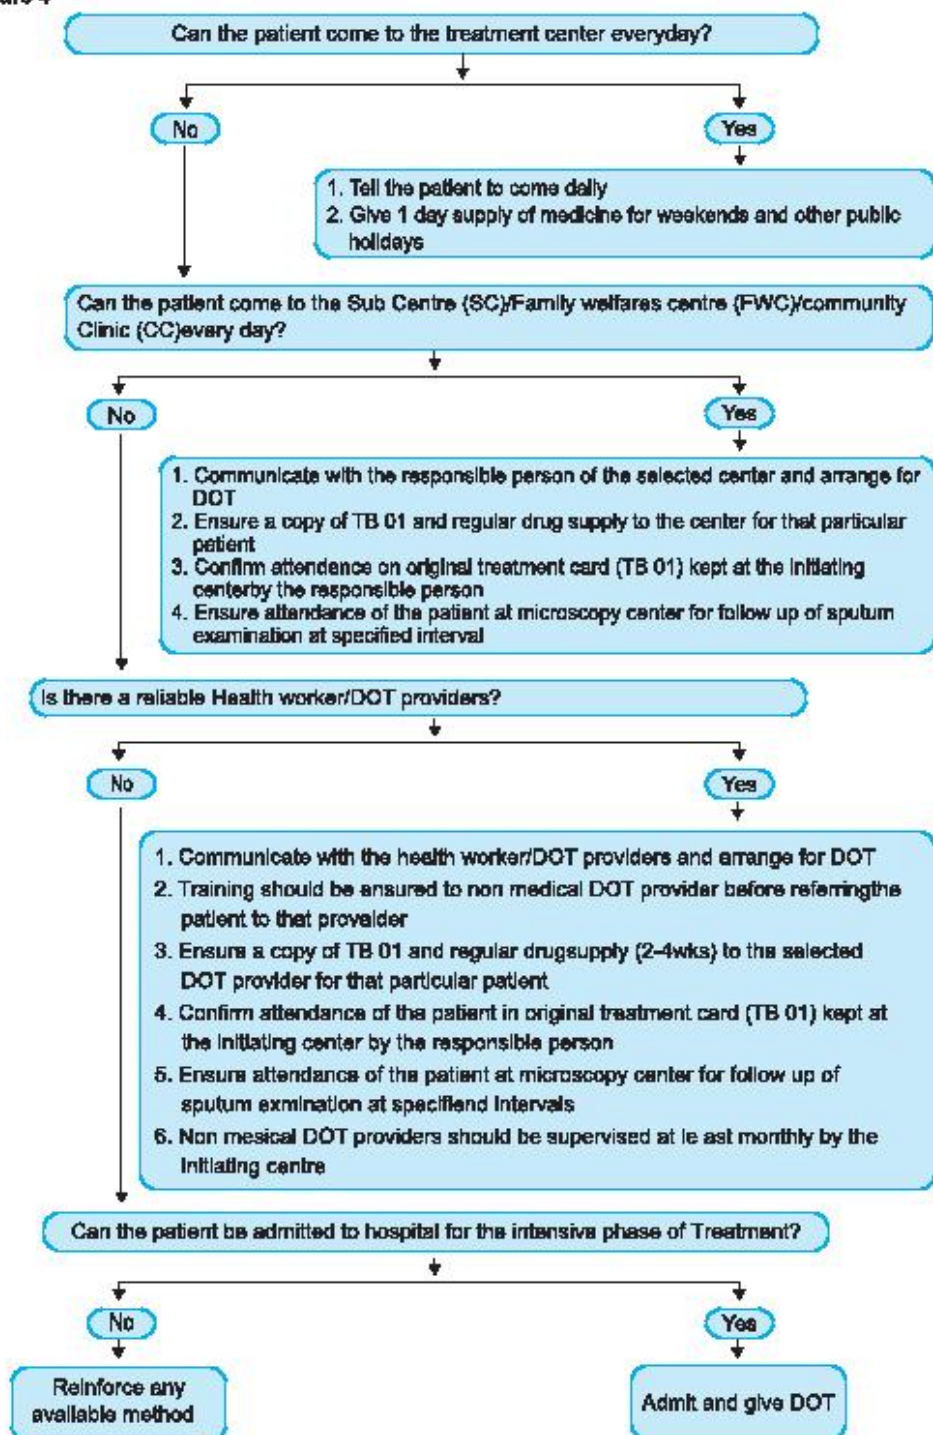 Can the patient come to the treatment center everyday?
No
Yes
1. Tell the patient to come daily
2. Give 1 day supply of medicine for weekends and other public
holidays
Can the patient come to the Sub Centre (SC)/Family welfares centre (FWC)/community
Clinic (CC)every day?
No
Yes
1. Communicate with the responsible person of the selected center and arrange for
DOT
2. Ensure a copy of TB 01 and regular drug supply to the center for that particular
patient
3. Confirm attendance on original treatment card (TB 01) kept at the initiating
centerby the responsible person
4. Ensure attendance of the patient at microscopy center for follow up of sputum
examination at specified interval
Is there a reliable Health worker/DOT providers?
No
Yes
1. Communicate with the health worker/DOT providers and arrange for DOT
2. Training should be ensured to non medical DOT provider before referringthe
patient to that provaider
3. Ensure a copy of TB 01 and regular drugsupply (2-4wks) to the selected
DOT provider for that particular patient
4. Confirm attendance of the patient in original treatment card (TB 01) kept at
the initiating center by the responsible person
5. Ensure attendance of the patient at microscopy center for follow up of
sputum exmination at specifiend intervals
6. Non mesical DOT providers should be supervised at le ast monthly by the
initiating centre
Can the patient be admitted to hospital for the intensive phase of Treatment?
No
Yes
Reinforce any
available method
Admit and give DOT